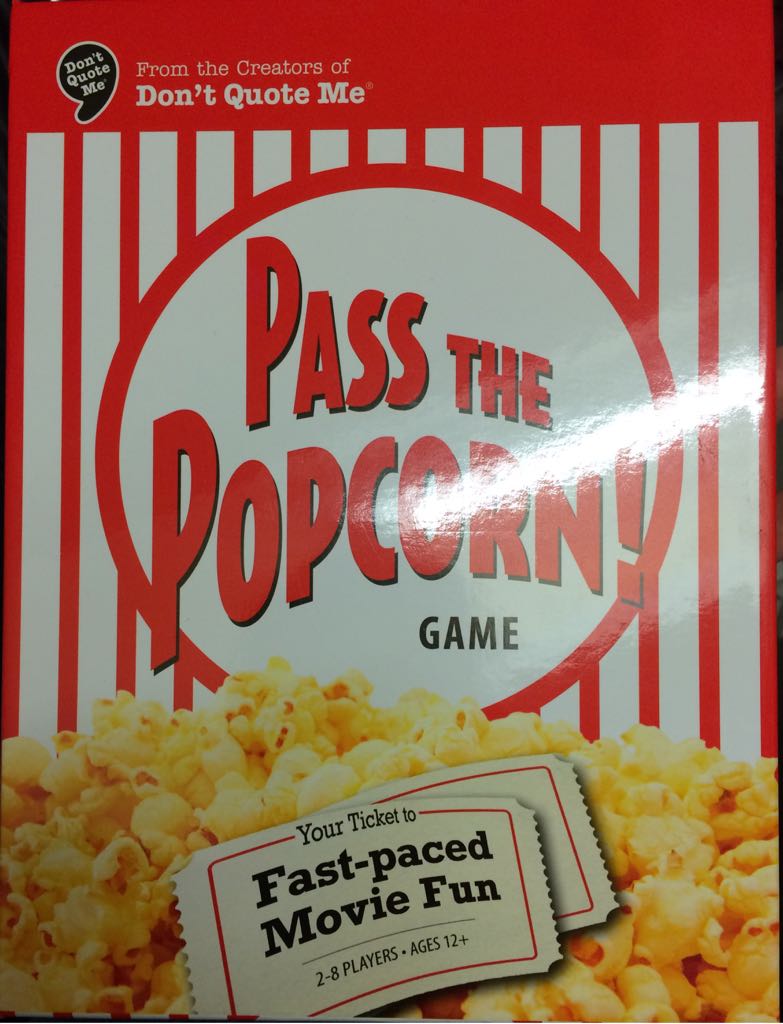 Don't
Quote
Me
From the Creators of
Don't Quote Me®
PASS THE
POPCORN!
GAME
Your Ticket to
Fast-paced
Movie Fun
2-8 PLAYERS • AGES 12+